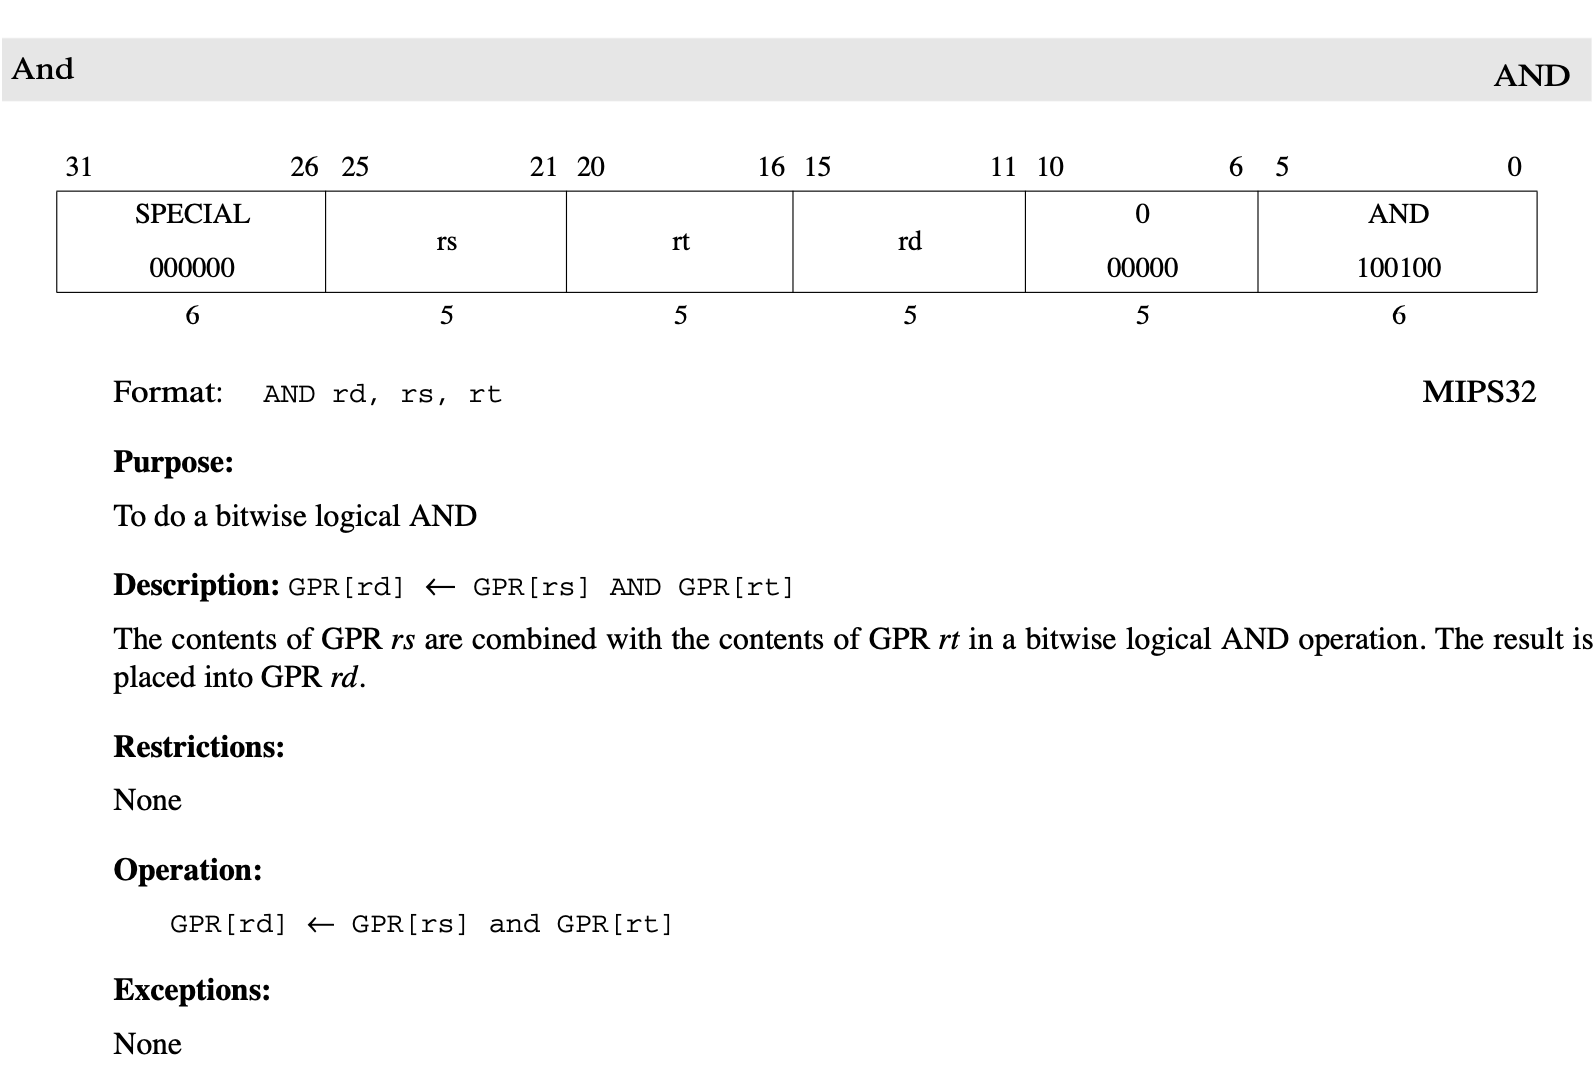 And AND
31 26 25 21 20 16 15 11 10 6 5 0
SPECIAL 0 AND
rs rt rd
000000 00000 100100
6 5 5 5 5 6
Format: AND rd, rs, rt MIPS32
Purpose:
To do a bitwise logical AND
Description: GPR[rd] ← GPR[rs] AND GPR[rt]
The contents of GPR rs are combined with the contents of GPR rt in a bitwise logical AND operation. The result is
placed into GPR rd.
Restrictions:
None
Operation:
GPR[rd] ← GPR[rs] and GPR[rt]
Exceptions:
None